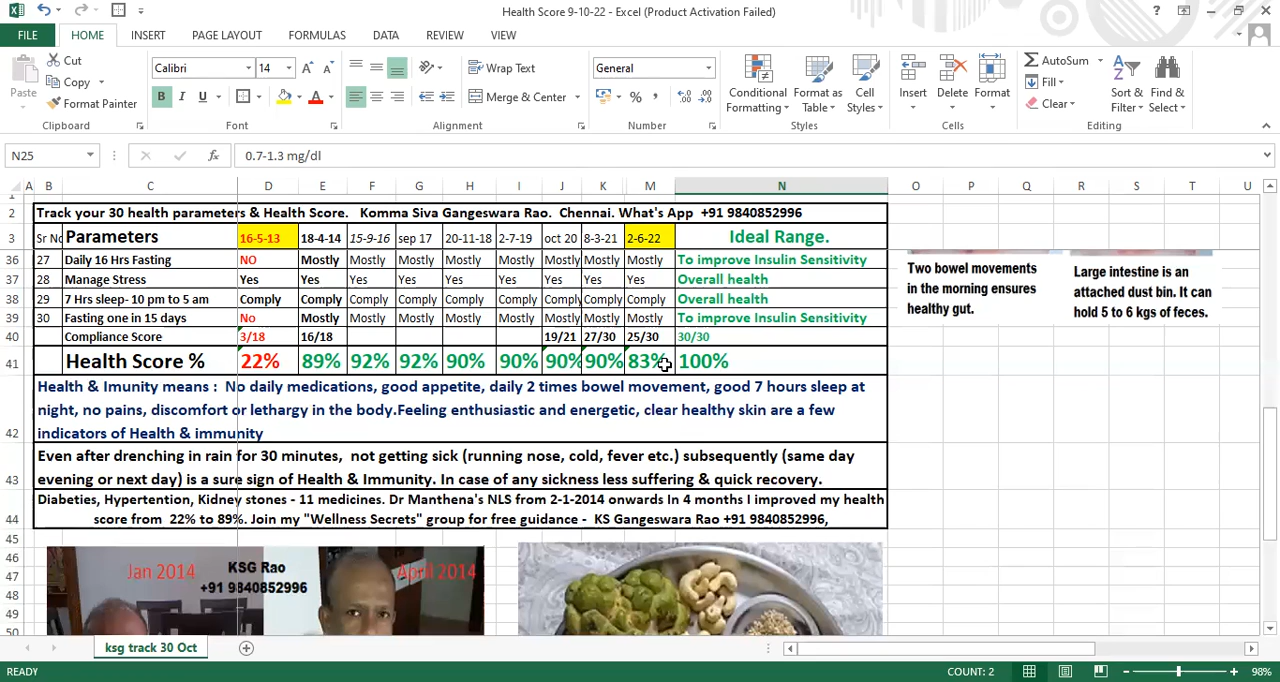 Health Score 9-10-22 - Excel (Product Activation Failed)
FILE HOME INSERT PAGE LAYOUT FORMULAS DATA REVIEW VIEW
Paste Cut Copy Format Painter Calibri 14 B I U Wrap Text Merge & Center General % Conditional Formatting Format as Table Cell Styles Insert Delete Format AutoSum Fill Clear Sort & Filter Find & Select
Clipboard Font Alignment Number Styles Cells Editing
N25 fx 0.7-1.3 mg/dl
A B C D E F G H I J K M N O P Q R S T U
2 Track your 30 health parameters & Health Score. Komma Siva Gangeswara Rao. Chennai. What's App +91 9840852996
3 Sr No Parameters 16-5-13 18-4-14 15-9-16 sep 17 20-11-18 2-7-19 oct 20 8-3-21 2-6-22 Ideal Range.
36 27 Daily 16 Hrs Fasting NO Mostly Mostly Mostly Mostly Mostly Mostly Mostly Mostly To improve Insulin Sensitivity
37 28 Manage Stress Yes Yes Yes Yes Yes Yes Yes Yes Yes Overall health
38 29 7 Hrs sleep- 10 pm to 5 am Comply Comply Comply Comply Comply Comply Comply Comply Comply Overall health
39 30 Fasting one in 15 days No Mostly Mostly Mostly Mostly Mostly Mostly Mostly Mostly To improve Insulin Sensitivity
40 Compliance Score 3/18 16/18 19/21 27/30 25/30 30/30
41 Health Score % 22% 89% 92% 92% 90% 90% 90% 90% 83% 100%
Health & Imunity means : No daily medications, good appetite, daily 2 times bowel movement, good 7 hours sleep at
night, no pains, discomfort or lethargy in the body.Feeling enthusiastic and energetic, clear healthy skin are a few
42 indicators of Health & immunity
Even after drenching in rain for 30 minutes, not getting sick (running nose, cold, fever etc.) subsequently (same day
43 evening or next day) is a sure sign of Health & Immunity. In case of any sickness less suffering & quick recovery.
Diabeties, Hypertention, Kidney stones - 11 medicines. Dr Manthena's NLS from 2-1-2014 onwards In 4 months I improved my health
44 score from 22% to 89%. Join my "Wellness Secrets" group for free guidance - KS Gangeswara Rao +91 9840852996,
Two bowel movements
in the morning ensures
healthy gut.
Large intestine is an
attached dust bin. It can
hold 5 to 6 kgs of feces.
45
46
47
48
49
50
Jan 2014
KSG Rao
+91 9840852996
April 2014
ksg track 30 Oct
READY COUNT: 2 98%